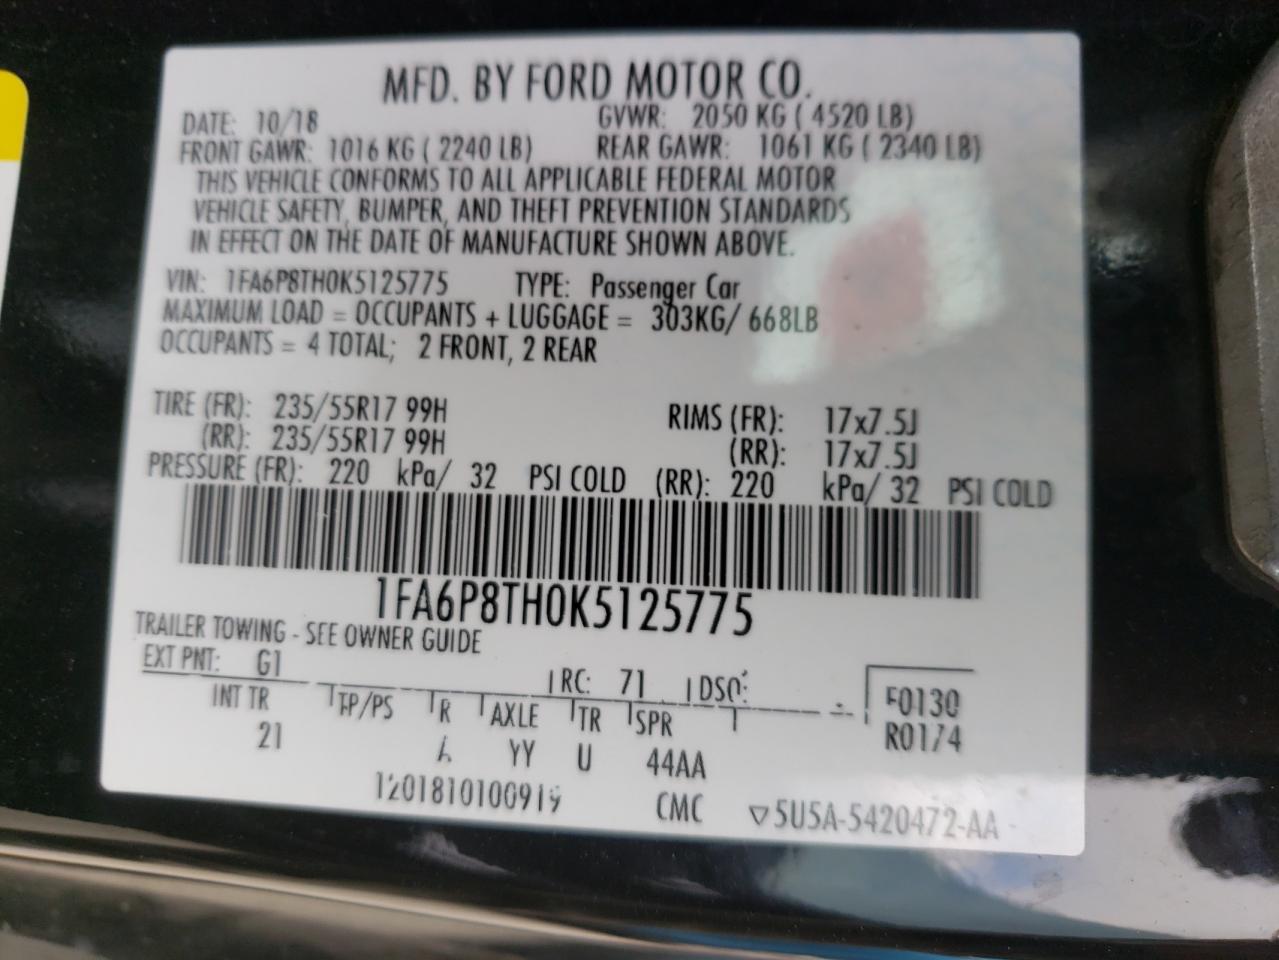 MFD. BY FORD MOTOR CO.
DATE: 10/18 GVWR: 2050 KG ( 4520 LB)
FRONT GAWR: 1016 KG ( 2240 LB) REAR GAWR: 1061 KG ( 2340 LB)
THIS VEHICLE CONFORMS TO ALL APPLICABLE FEDERAL MOTOR
VEHICLE SAFETY, BUMPER, AND THEFT PREVENTION STANDARDS
IN EFFECT ON THE DATE OF MANUFACTURE SHOWN ABOVE.
VIN: 1FA6P8TH0K5125775 TYPE: Passenger Car
MAXIMUM LOAD = OCCUPANTS + LUGGAGE = 303KG/ 668LB
OCCUPANTS = 4 TOTAL; 2 FRONT, 2 REAR
TIRE (FR): 235/55R17 99H RIMS (FR): 17x7.5J
(RR): 235/55R17 99H (RR): 17x7.5J
PRESSURE (FR): 220 kPa/ 32 PSI COLD (RR): 220 kPa/ 32 PSI COLD
1FA6P8TH0K5125775
TRAILER TOWING - SEE OWNER GUIDE
EXT PNT: G1 RC: 71 DSO: F0130
INT TR TP/PS R AXLE TR SPR R0174
21 YY U 44AA
1201810100919 CMC ▽5U5A-5420472-AA